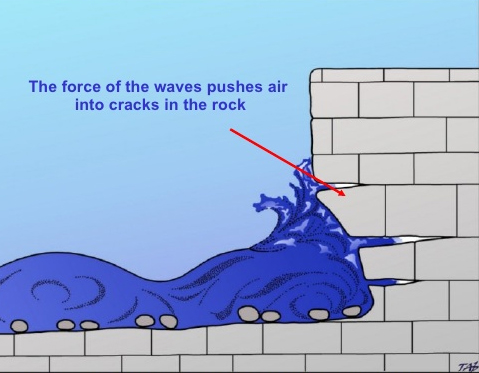 The force of the waves pushes air
into cracks in the rock